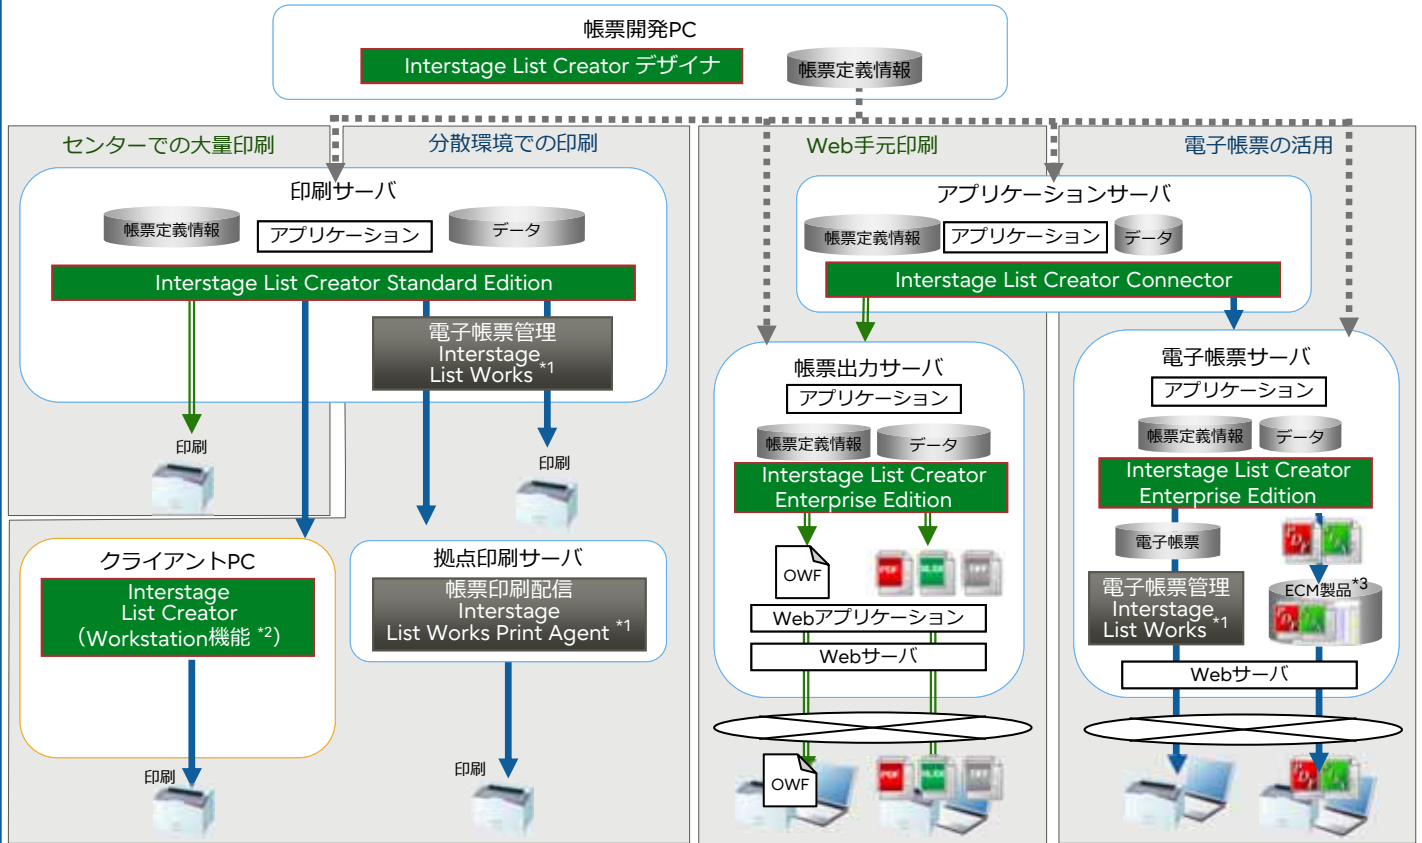 帳票開発PC
Interstage List Creator デザイナ
帳票定義情報
センターでの大量印刷
分散環境での印刷
Web手元印刷
電子帳票の活用
印刷サーバ
帳票定義情報
アプリケーション
データ
Interstage List Creator Standard Edition
電子帳票管理
Interstage
List Works *1
印刷
印刷
クライアントPC
Interstage
List Creator
（Workstation機能 *2）
印刷
拠点印刷サーバ
帳票印刷配信
Interstage
List Works Print Agent *1
印刷
アプリケーションサーバ
帳票定義情報
アプリケーション
データ
Interstage List Creator Connector
帳票出力サーバ
アプリケーション
帳票定義情報
データ
Interstage List Creator
Enterprise Edition
OWF
PDF
XLSX
Webアプリケーション
Webサーバ
OWF
PDF
XLSX
電子帳票サーバ
アプリケーション
帳票定義情報
データ
Interstage List Creator
Enterprise Edition
電子帳票
電子帳票管理
Interstage
List Works *1
ECM製品*3
Webサーバ